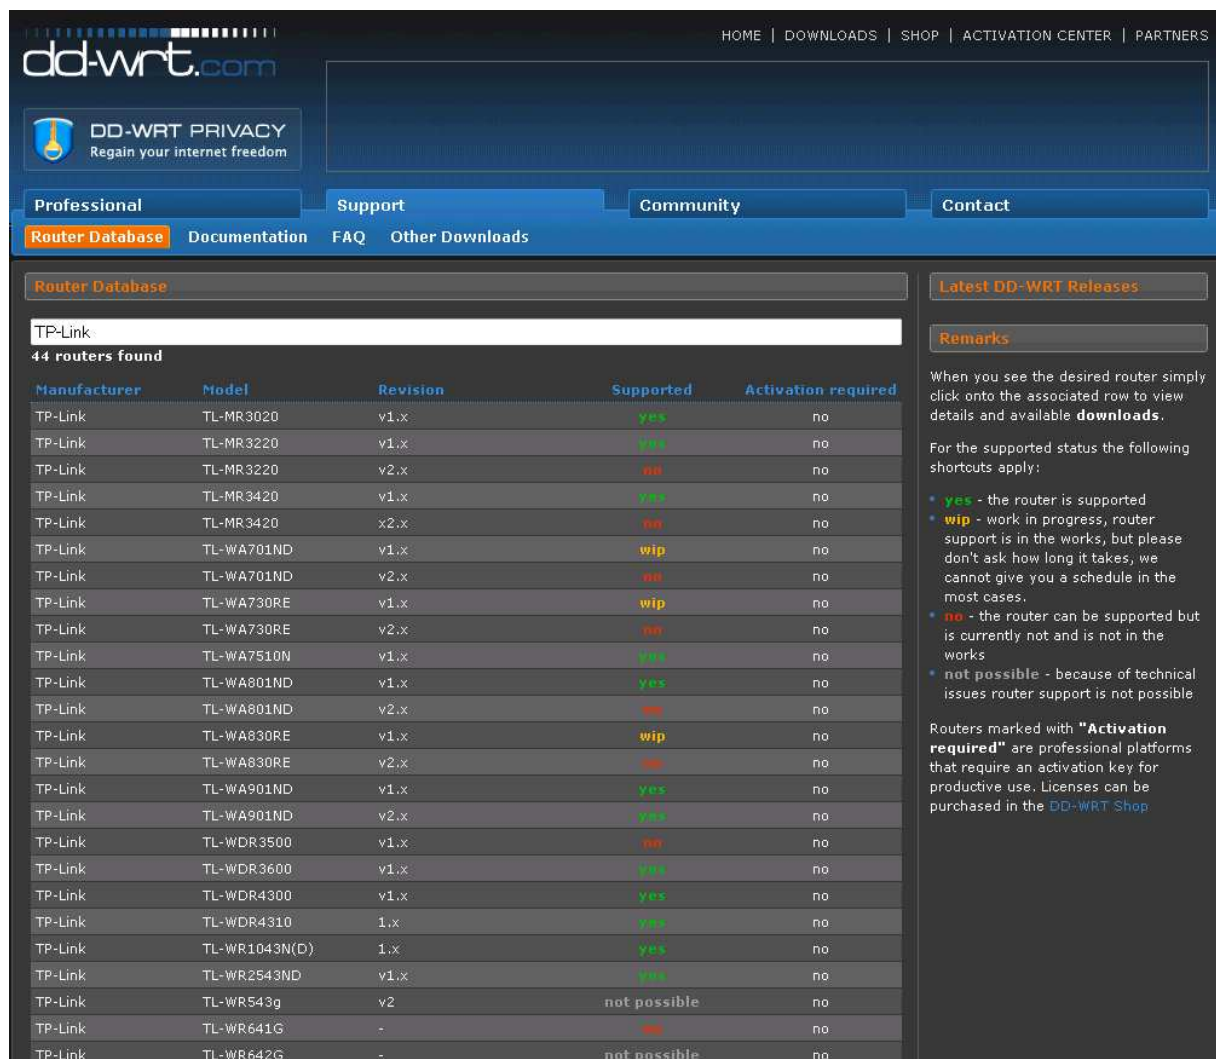 dd-wrt.com
HOME | DOWNLOADS | SHOP | ACTIVATION CENTER | PARTNERS
DD-WRT PRIVACY
Regain your internet freedom
Professional Support Community Contact
Router Database Documentation FAQ Other Downloads
Router Database
TP-Link
44 routers found
Manufacturer Model Revision Supported Activation required
TP-Link TL-MR3020 v1.x yes no
TP-Link TL-MR3220 v1.x yes no
TP-Link TL-MR3220 v2.x no no
TP-Link TL-MR3420 v1.x yes no
TP-Link TL-MR3420 x2.x no no
TP-Link TL-WA701ND v1.x wip no
TP-Link TL-WA701ND v2.x no no
TP-Link TL-WA730RE v1.x wip no
TP-Link TL-WA730RE v2.x no no
TP-Link TL-WA7510N v1.x yes no
TP-Link TL-WA801ND v1.x yes no
TP-Link TL-WA801ND v2.x no no
TP-Link TL-WA830RE v1.x wip no
TP-Link TL-WA830RE v2.x no no
TP-Link TL-WA901ND v1.x yes no
TP-Link TL-WA901ND v2.x yes no
TP-Link TL-WDR3500 v1.x no no
TP-Link TL-WDR3600 v1.x yes no
TP-Link TL-WDR4300 v1.x yes no
TP-Link TL-WDR4310 1.x yes no
TP-Link TL-WR1043N(D) 1.x yes no
TP-Link TL-WR2543ND v1.x yes no
TP-Link TL-WR543g v2 not possible no
TP-Link TL-WR641G - no no
TP-Link TL-WR642G - not possible no
Latest DD-WRT Releases
Remarks
When you see the desired router simply
click onto the associated row to view
details and available downloads.
For the supported status the following
shortcuts apply:
• yes - the router is supported
• wip - work in progress, router
support is in the works, but please
don't ask how long it takes, we
cannot give you a schedule in the
most cases.
• no - the router can be supported but
is currently not and is not in the
works
• not possible - because of technical
issues router support is not possible
Routers marked with "Activation
required" are professional platforms
that require an activation key for
productive use. Licenses can be
purchased in the DD-WRT Shop